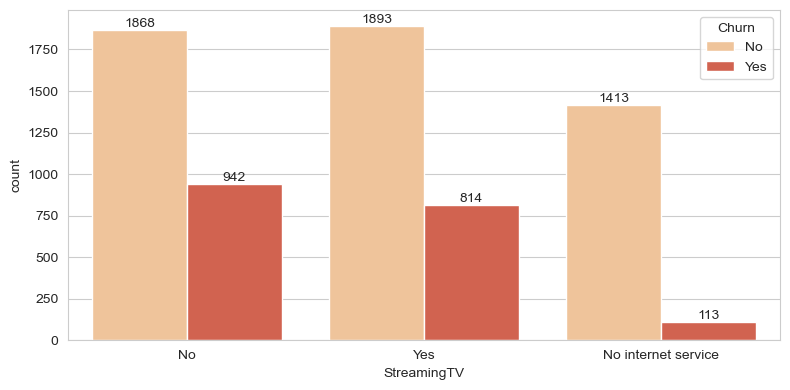 Churn
No
Yes
1868
1893
1413
942
814
113
1750
1500
1250
1000
750
500
250
0
count
No
Yes
No internet service
StreamingTV